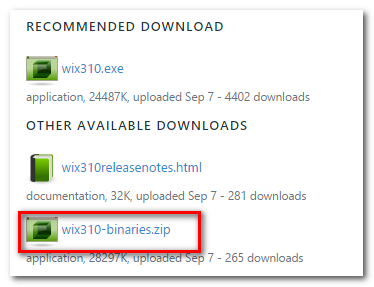 RECOMMENDED DOWNLOAD
wix310.exe
application, 24487K, uploaded Sep 7 - 4402 downloads
OTHER AVAILABLE DOWNLOADS
wix310releasenotes.html
documentation, 32K, uploaded Sep 7 - 281 downloads
wix310-binaries.zip
application, 28297K, uploaded Sep 7 - 265 downloads